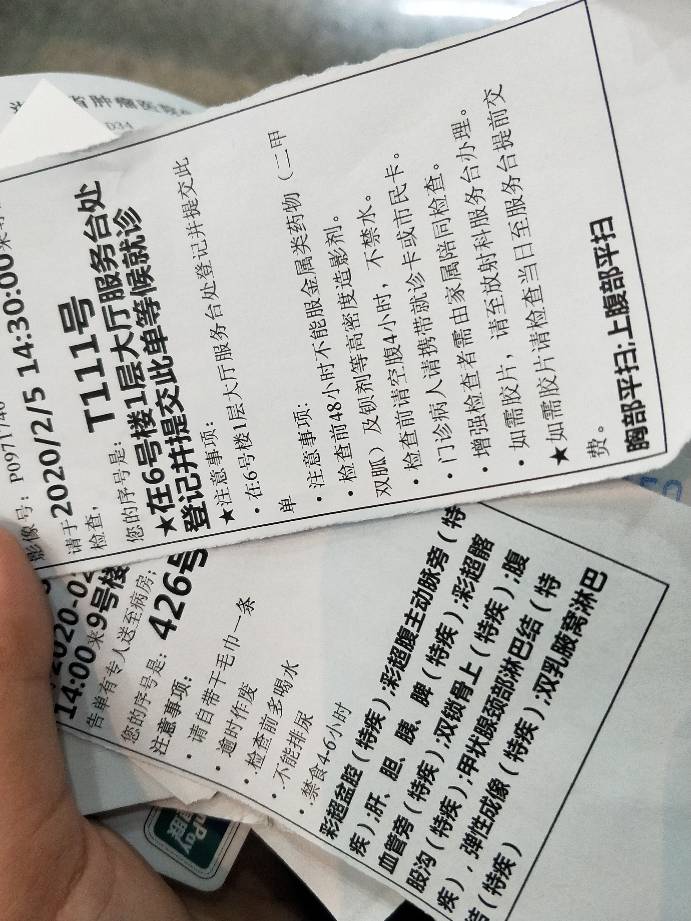 省肿瘤医院
034
影像号：P0971746
请于2020/2/5 14:30:00来
检查，
您的序号是：T111号
★在6号楼1层大厅服务台处
登记并提交此单等候就诊
★注意事项：
·在6号楼1层大厅服务台处登记并提交此
单
·注意事项：
·检查前48小时不能服金属类药物（二甲
双胍）及钡剂等高密度造影剂。
·检查前请空腹4小时，不禁水。
·门诊病人请携带就诊卡或市民卡。
·增强检查者需由家属陪同检查。
·如需胶片，请至放射科服务台办理。
★如需胶片请检查当日至服务台提前交
费。
胸部平扫;上腹部平扫
2020-02
14:00来9号楼
告单有专人送至病房；
您的序号是：426号
注意事项：
·请自带干毛巾一条
·逾时作废
·检查前多喝水
·不能排尿
·禁食4-6小时
彩超盆腔（特疾）;彩超腹主动脉旁（特
疾）;肝、胆、胰、脾（特疾）;彩超髂
血管旁（特疾）;双锁骨上（特疾）;腹
股沟（特疾）;甲状腺颈部淋巴结（特
疾），弹性成像（特疾）;双乳腋窝淋巴
结（特疾）
Pay